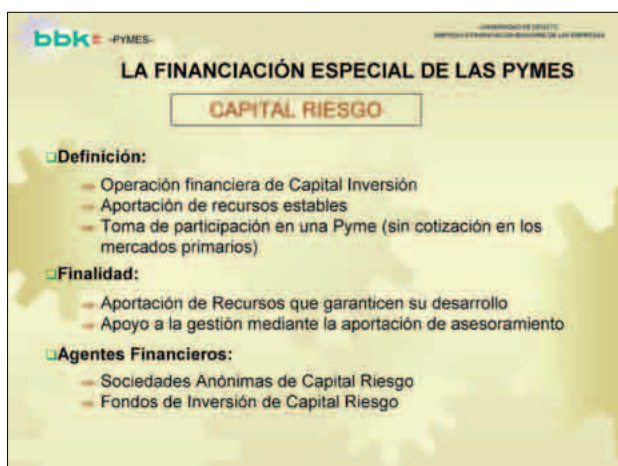 bbk= -PYMES-
LA FINANCIACIÓN ESPECIAL DE LAS PYMES
CAPITAL RIESGO
Definición:
Operación financiera de Capital Inversión
Aportación de recursos estables
Toma de participación en una Pyme (sin cotización en los
mercados primarios)
Finalidad:
Aportación de Recursos que garanticen su desarrollo
Apoyo a la gestión mediante la aportación de asesoramiento
Agentes Financieros:
Sociedades Anónimas de Capital Riesgo
Fondos de Inversión de Capital Riesgo